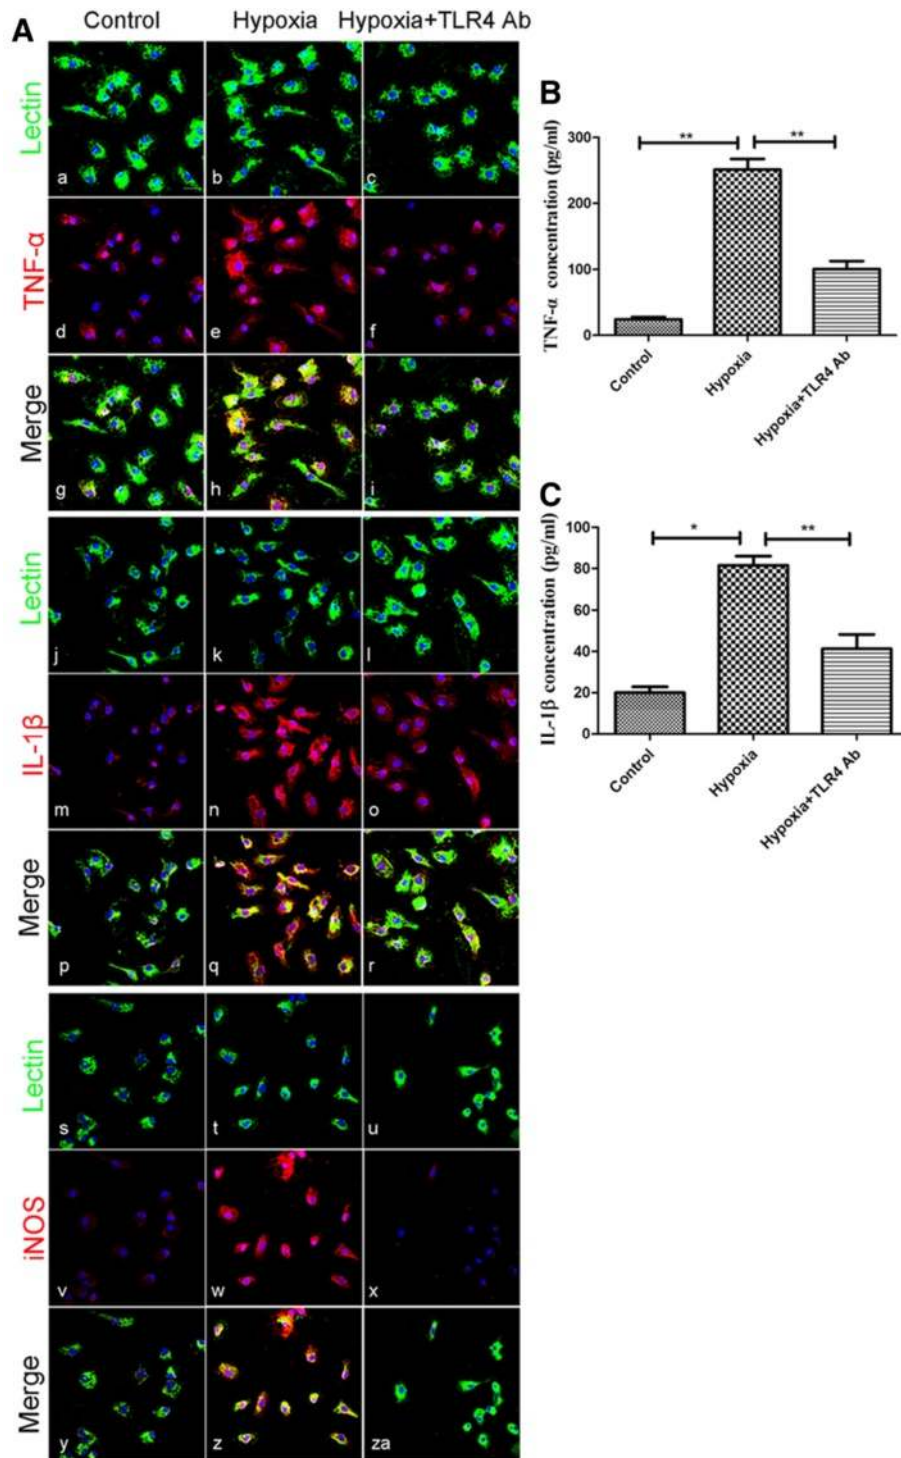 A
Control Hypoxia Hypoxia+TLR4 Ab
Lectin
a b c
TNF-α
d e f
Merge
g h i
Lectin
j k l
IL-1β
m n o
Merge
p q r
Lectin
s t u
iNOS
v w x
Merge
y z za
B
TNF-α concentration (pg/ml)
300
200
100
0
** **
Control Hypoxia Hypoxia+TLR4 Ab
C
IL-1β concentration (pg/ml)
100
80
60
40
20
0
* **
Control Hypoxia Hypoxia+TLR4 Ab